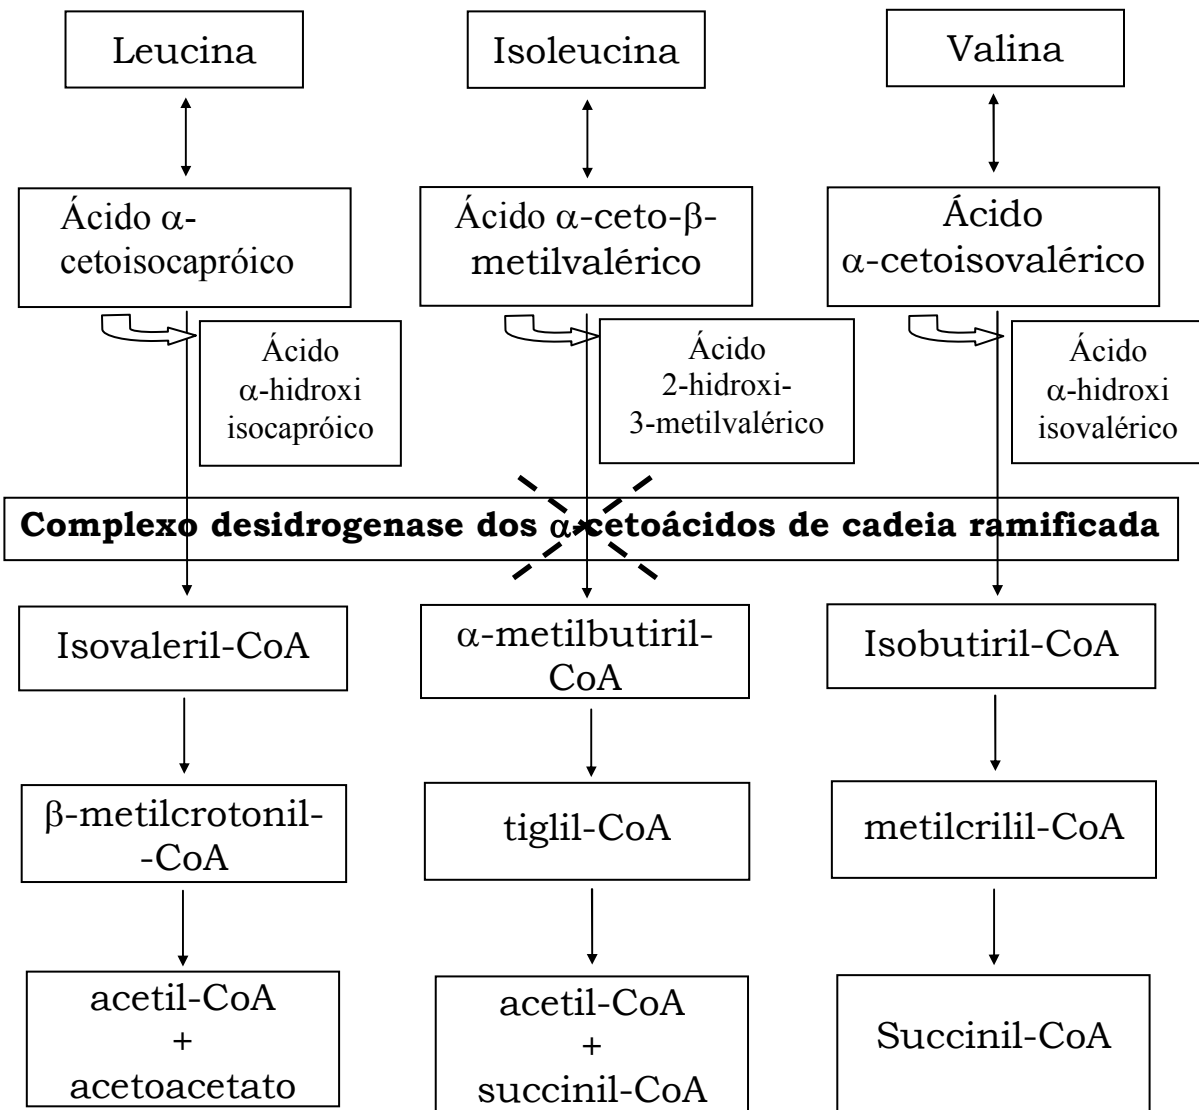 Leucina
Isoleucina
Valina
Ácido α-
cetoisocapróico
Ácido α-ceto-β-
metilvalérico
Ácido
α-cetoisovalérico
Ácido
α-hidroxi
isocapróico
Ácido
2-hidroxi-
3-metilvalérico
Ácido
α-hidroxi
isovalérico
Complexo desidrogenase dos α-cetoácidos de cadeia ramificada
Isovaleril-CoA
α-metilbutiril-
CoA
Isobutiril-CoA
β-metilcrotonil-
-CoA
tiglil-CoA
metilcrilil-CoA
acetil-CoA
+
acetoacetato
acetil-CoA
+
succinil-CoA
Succinil-CoA